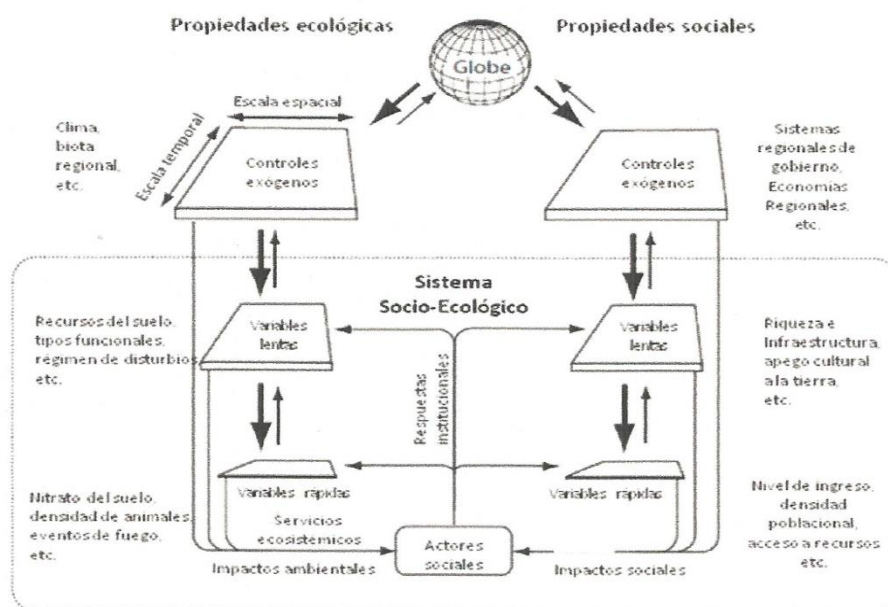 Propiedades ecológicas
Propiedades sociales
Globe
Escala espacial
Escala temporal
Clima,
biota
regional,
etc.
Controles
exógenos
Controles
exógenos
Sistemas
regionales de
gobierno,
Economías
Regionales,
etc.
Sistema
Socio-Ecológico
Recursos del suelo,
tipos funcionales,
régimen de disturbios,
etc.
Variables
lentas
Respuestas
institucionales
Variables
lentas
Riqueza e
Infraestructura,
apego cultural
a la tierra,
etc.
Variables rápidas
Variables rápidas
Nitrato del suelo,
densidad de animales,
eventos de fuego,
etc.
Servicios
ecosistémicos
Impactos ambientales
Actores
sociales
Impactos sociales
Nivel de ingreso,
densidad
poblacional,
acceso a recursos
etc.